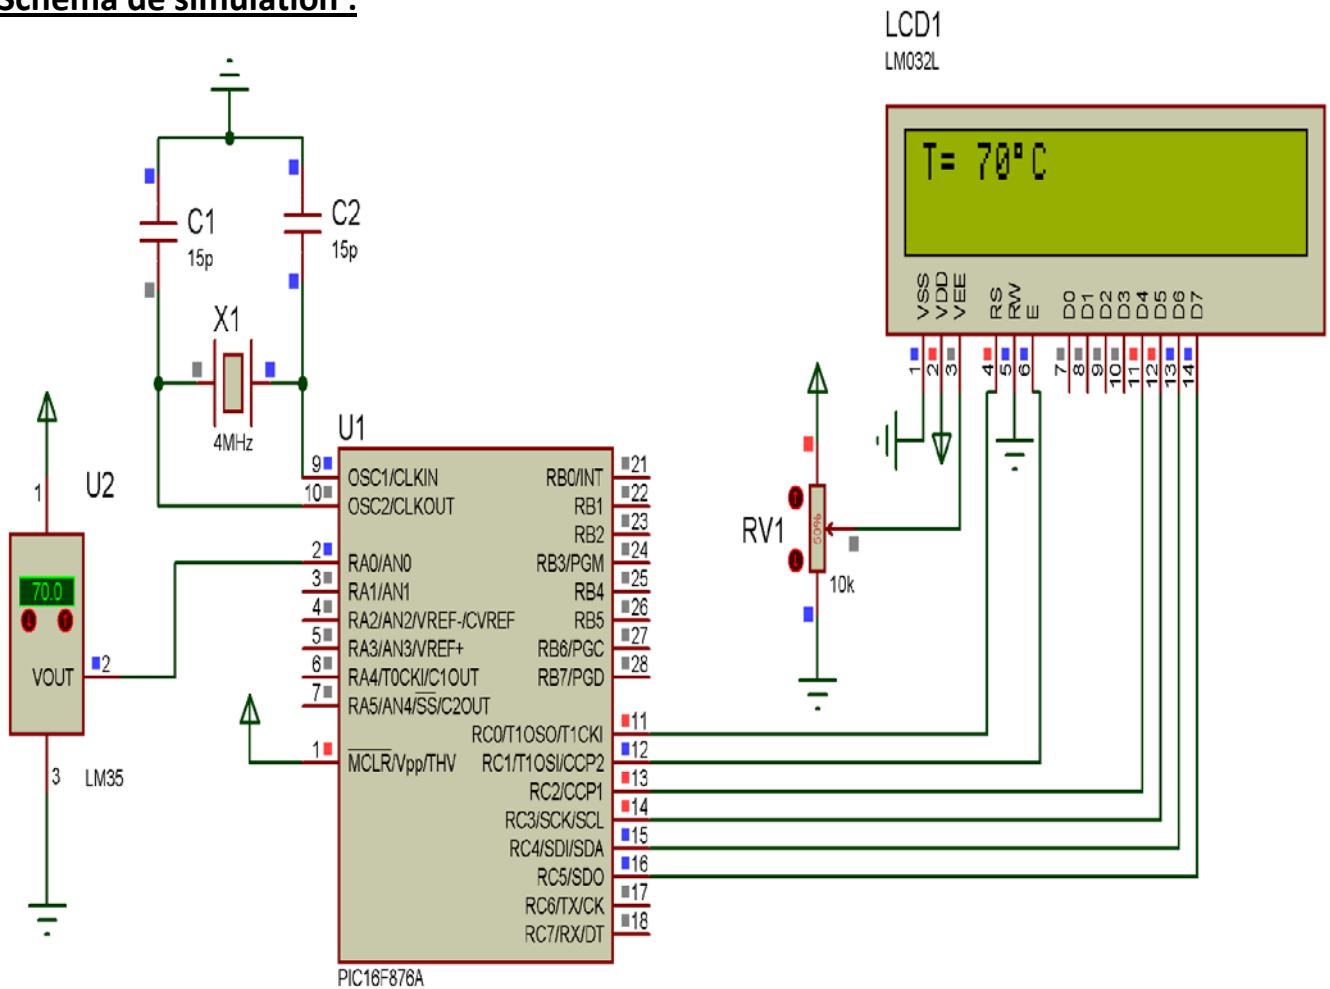 Schéma de simulation :
LCD1
LM032L
T= 70°C
VSS
VDD
VEE
RS
RW
E
D0
D1
D2
D3
D4
D5
D6
D7
1
2
3
4
5
6
7
8
9
10
11
12
13
14
C1
15p
C2
15p
X1
4MHz
U2
1
70.0
VOUT
2
3
LM35
U1
9
OSC1/CLKIN
10
OSC2/CLKOUT
2
RA0/AN0
3
RA1/AN1
4
RA2/AN2/VREF-/CVREF
5
RA3/AN3/VREF+
6
RA4/T0CKI/C1OUT
7
RA5/AN4/SS/C2OUT
1
MCLR/Vpp/THV
RB0/INT
21
RB1
22
RB2
23
RB3/PGM
24
RB4
25
RB5
26
RB6/PGC
27
RB7/PGD
28
RC0/T1OSO/T1CKI
11
RC1/T1OSI/CCP2
12
RC2/CCP1
13
RC3/SCK/SCL
14
RC4/SDI/SDA
15
RC5/SDO
16
RC6/TX/CK
17
RC7/RX/DT
18
PIC16F876A
RV1
50%
10k